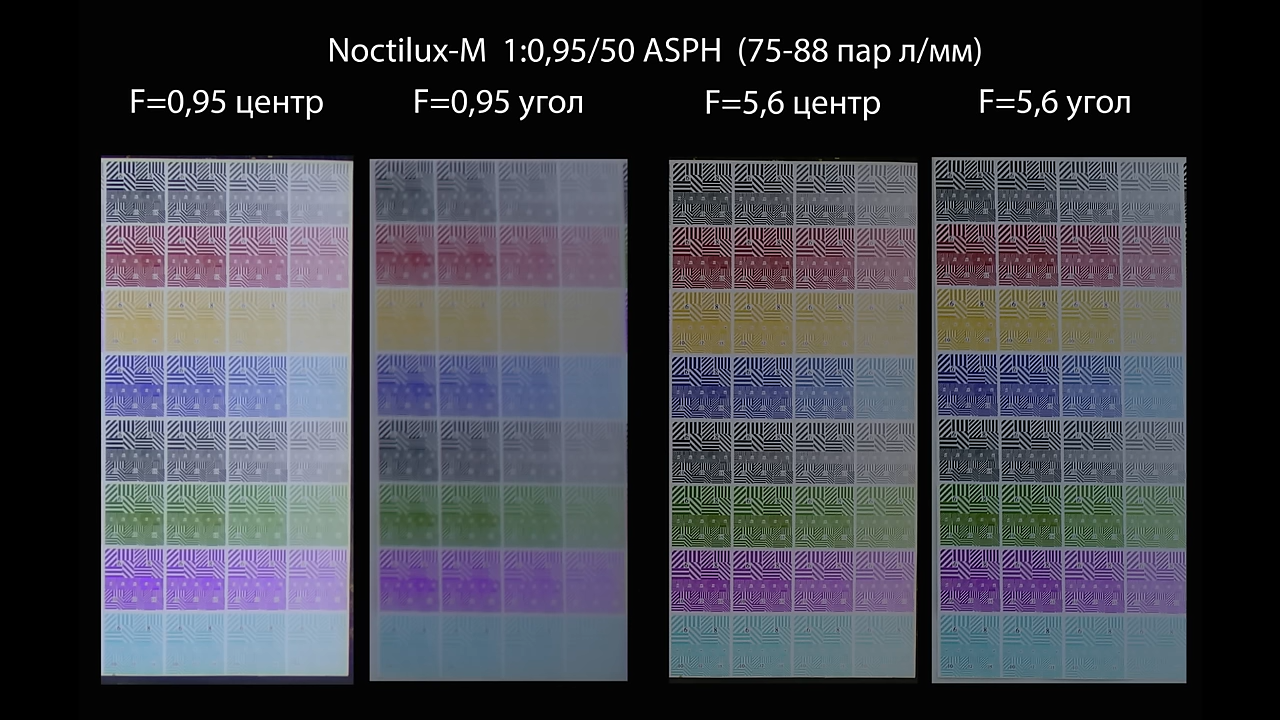 Noctilux-M 1:0,95/50 ASPH (75-88 пар л/мм)
F=0,95 центр F=0,95 угол F=5,6 центр F=5,6 угол